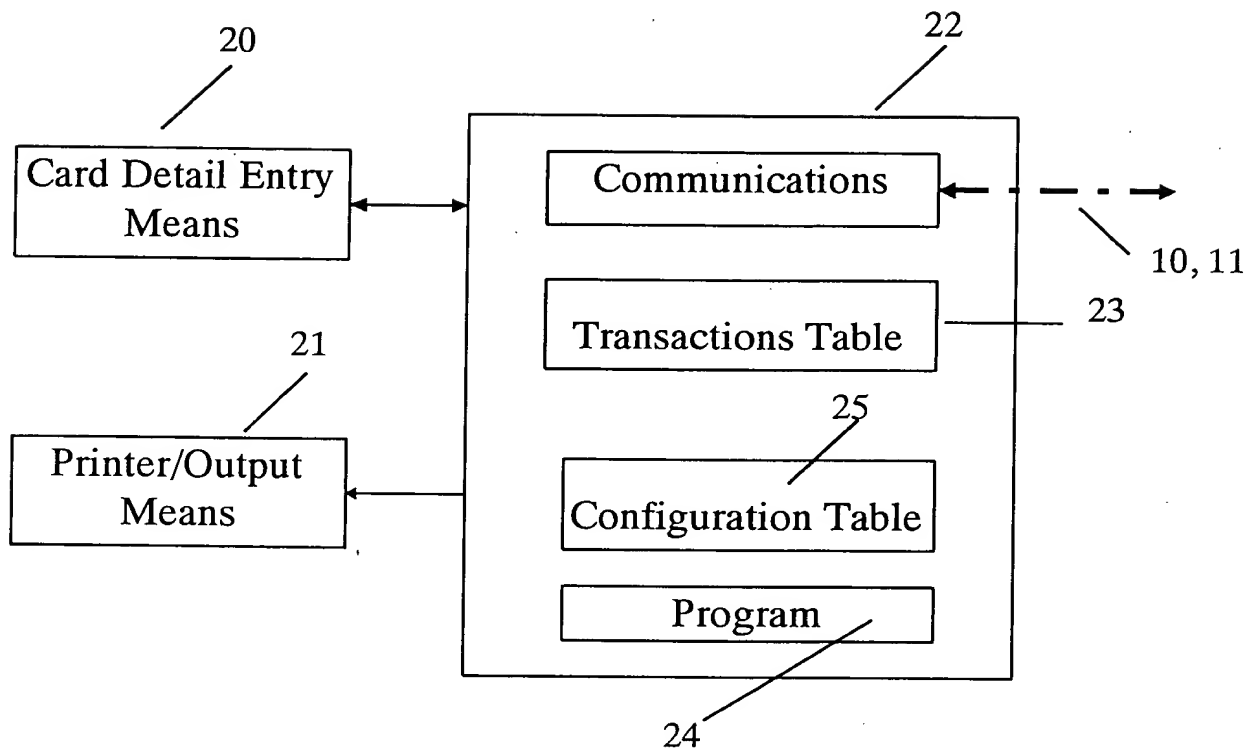 20
22
Card Detail Entry
Means
Communications
10, 11
Transactions Table
23
21
25
Printer/Output
Means
Configuration Table
Program
24